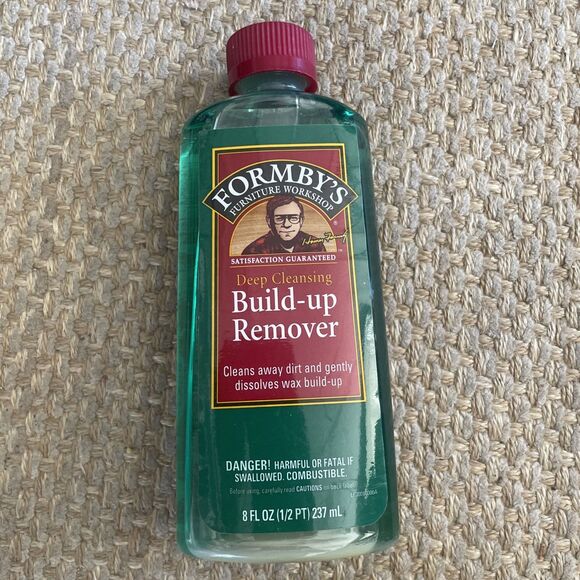 FORMBY'S
FURNITURE WORKSHOP
SATISFACTION GUARANTEED
Deep Cleansing
Build-up
Remover
Cleans away dirt and gently
dissolves wax build-up
DANGER! HARMFUL OR FATAL IF
SWALLOWED. COMBUSTIBLE.
Before using, carefully read CAUTIONS on back label.
8 FL OZ (1/2 PT) 237 mL